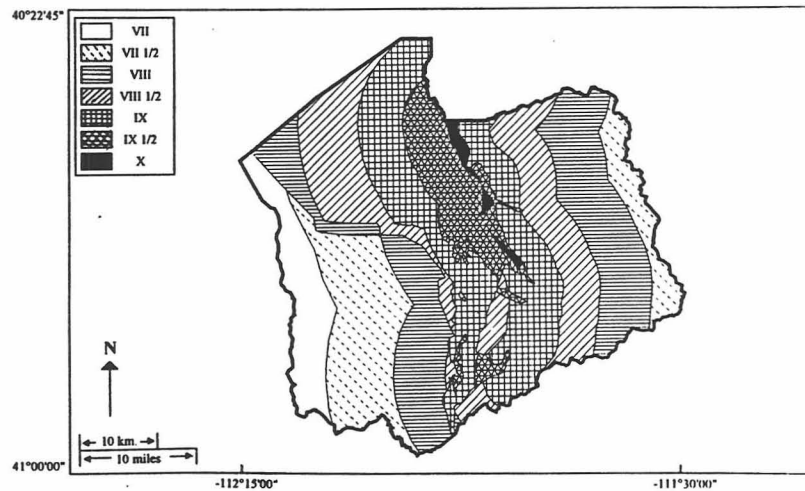 40°22'45"
VII
VII 1/2
VIII
VIII 1/2
IX
IX 1/2
X
N
10 km.
10 miles
41°00'00"
-112°15'00"
-111°30'00"